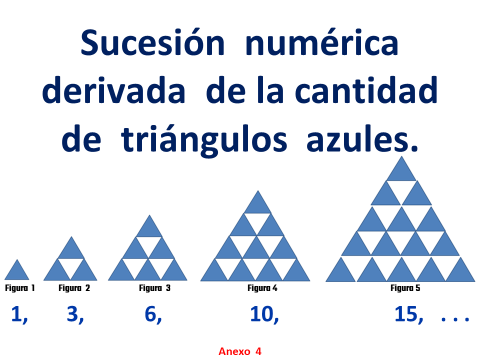 Sucesión numérica
derivada de la cantidad
de triángulos azules.
Figura 1 Figura 2 Figura 3 Figura 4 Figura 5
1, 3, 6, 10, 15, . . .
Anexo 4